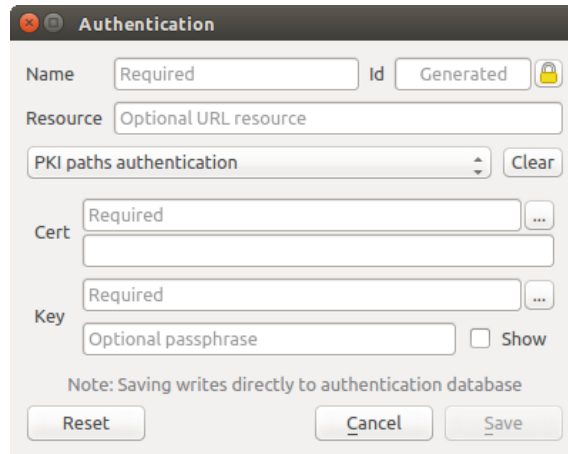 Authentication
Name Required Id Generated
Resource Optional URL resource
PKI paths authentication Clear
Cert Required ...
Key Required ...
Optional passphrase Show
Note: Saving writes directly to authentication database
Reset Cancel Save